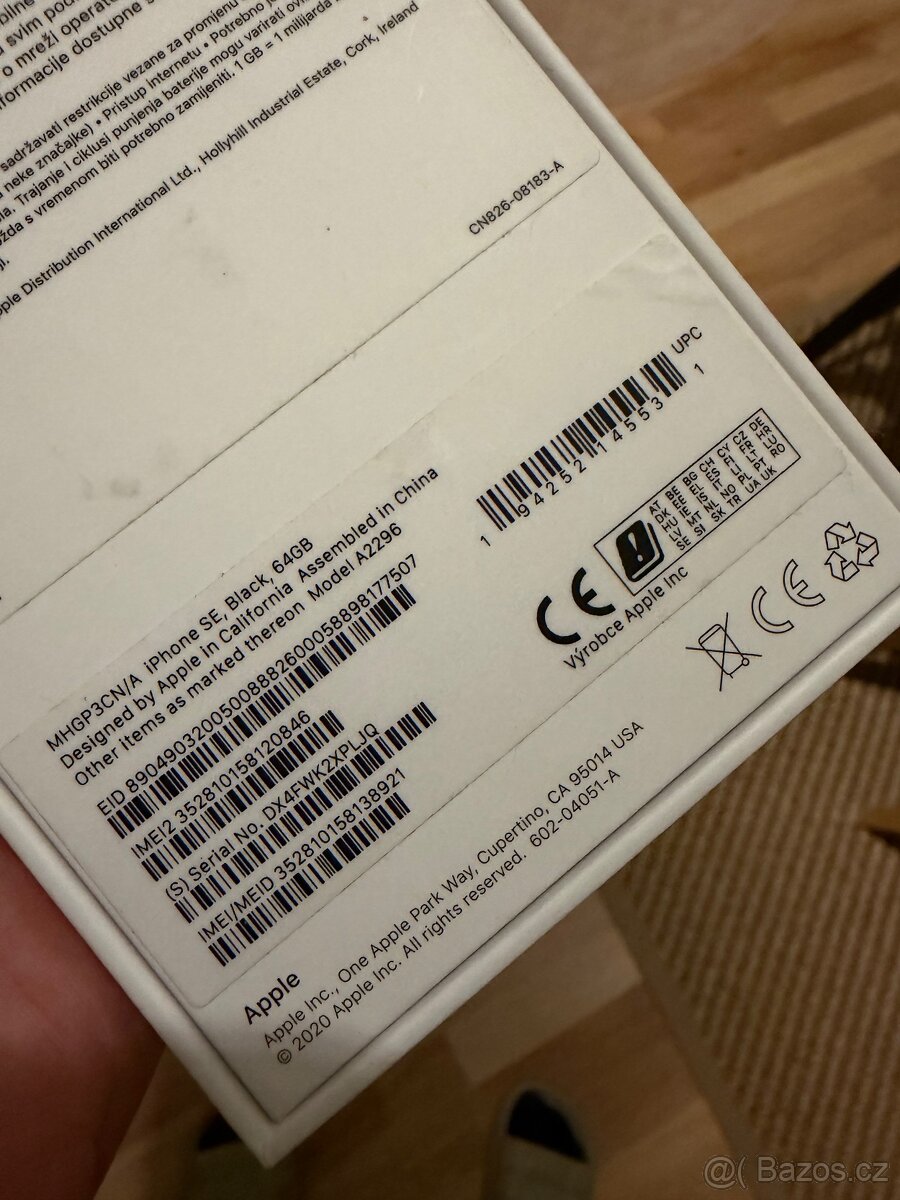 svim pod
o mreži operato
formacije dostupne s
sadržavati restrikcije vezane za promjenu
neke značajke) • Pristup internetu • Potrebno je
Trajanje i ciklusi punjenja baterije mogu varirati
s vremenom biti potrebno zamijeniti. 1 GB = 1 milijarda
ple Distribution International Ltd., Hollyhill Industrial Estate, Cork, Ireland
CN826-08183-A
UPC
1 94252 14553 1
MHGP3CN/A iPhone SE, Black, 64GB
Designed by Apple in California Assembled in China
Other items as marked thereon Model A2296
EID 89049032005008882600058898177507
IMEI2 352810158120846
(S) Serial No. DX4FWK2XPLJQ
IMEI/MEID 352810158138921
CE
AT BE BG CH CY CZ DE
DK EE EL ES FI FR HR
HU IE IS IT LI LT LU
LV MT NL NO PL PT RO
SE SI SK TR UA UK
Výrobce Apple Inc
CE
Apple
Apple Inc., One Apple Park Way, Cupertino, CA 95014 USA
© 2020 Apple Inc. All rights reserved. 602-04051-A
@( Bazos.cz